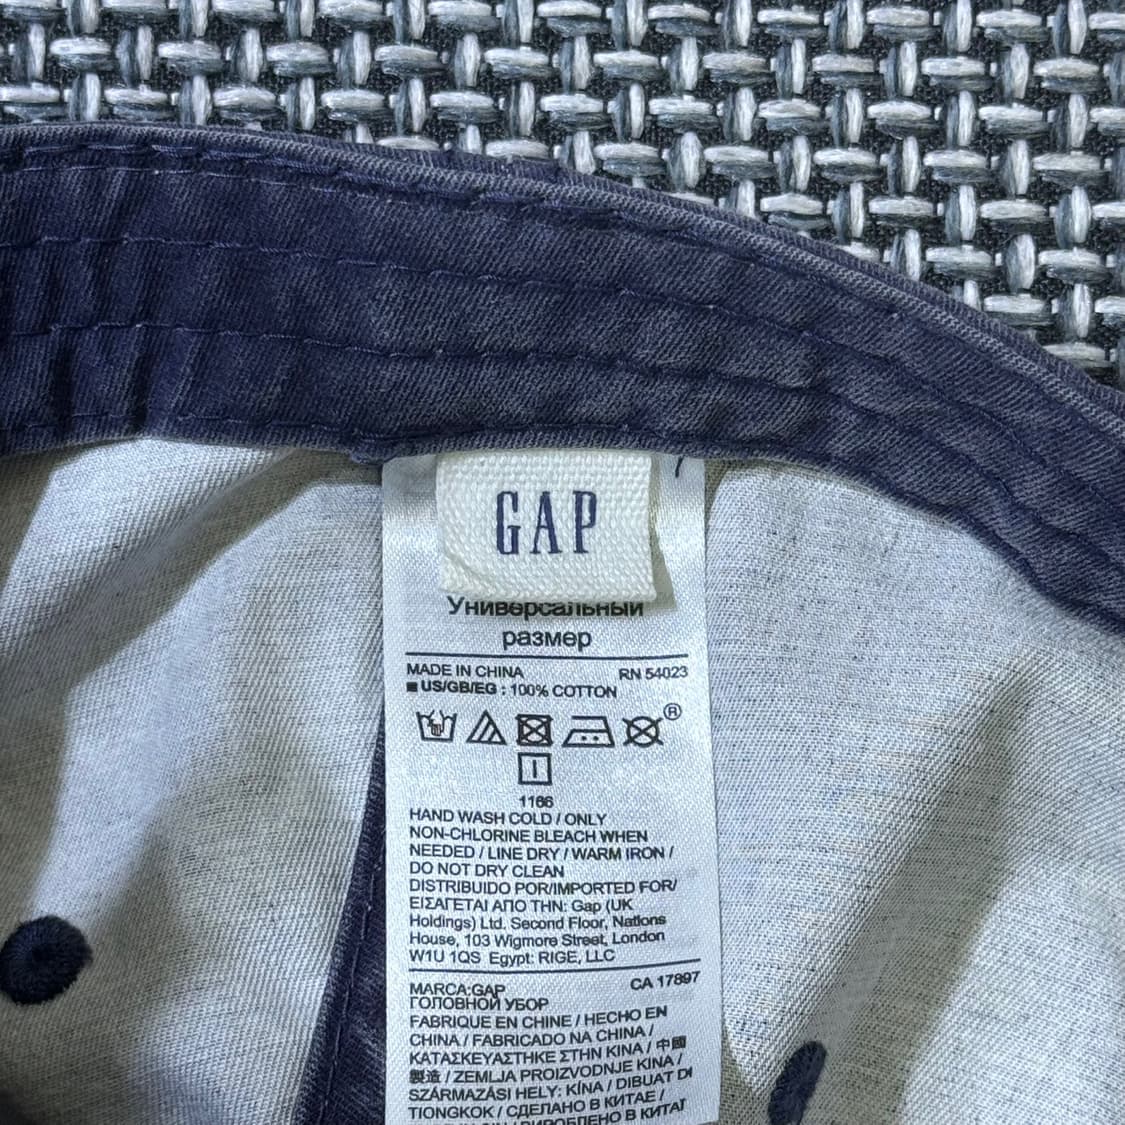 GAP
Универсальный
размер
MADE IN CHINA RN 54023
■ US/GB/EG : 100% COTTON
®
1166
HAND WASH COLD / ONLY
NON-CHLORINE BLEACH WHEN
NEEDED / LINE DRY / WARM IRON /
DO NOT DRY CLEAN
DISTRIBUIDO POR/IMPORTED FOR/
ΕΙΣΑΓΕΤΑΙ ΑΠΟ ΤΗΝ: Gap (UK
Holdings) Ltd. Second Floor, Nations
House, 103 Wigmore Street, London
W1U 1QS Egypt: RIGE, LLC
MARCA:GAP CA 17897
ГОЛОВНОЙ УБОР
FABRIQUE EN CHINE / HECHO EN
CHINA / FABRICADO NA CHINA /
ΚΑΤΑΣΚΕΥΑΣΤΗΚΕ ΣΤΗΝ ΚΙΝΑ / 中國
製造 / ZEMLJA PROIZVODNJE KINA /
SZÁRMAZÁSI HELY: KÍNA / DIBUAT DI
TIONGKOK / СДЕЛАНО В КИТАЕ /
ВИРОБЛЕНО В КИТАЇ